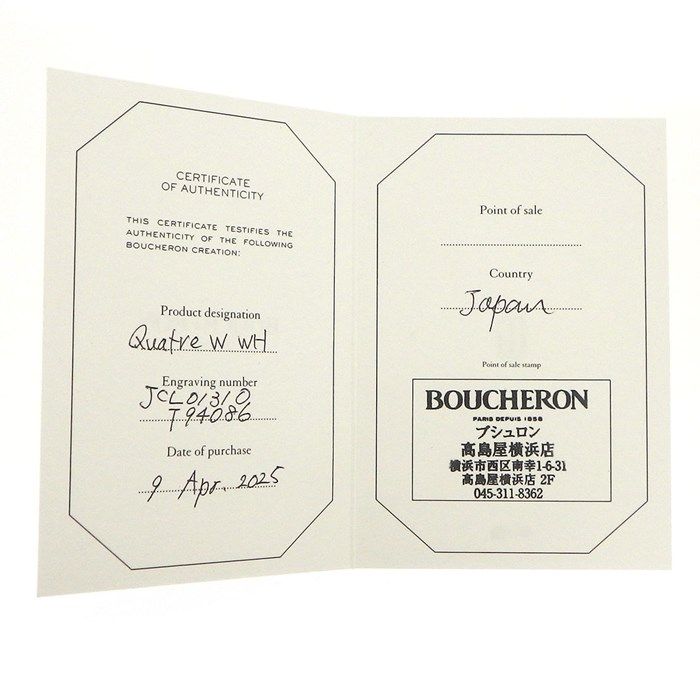 CERTIFICATE
OF AUTHENTICITY
THIS CERTIFICATE TESTIFIES THE
AUTHENTICITY OF THE FOLLOWING
BOUCHERON CREATION:
Product designation
Quatre W WH
Engraving number
JCL01310
T94086
Date of purchase
9 Apr. 2025
Point of sale
Country
Japan
Point of sale stamp
BOUCHERON
PARIS DEPUIS 1858
ブシュロン
高島屋横浜店
横浜市西区南幸1-6-31
高島屋横浜店 2F
045-311-8362